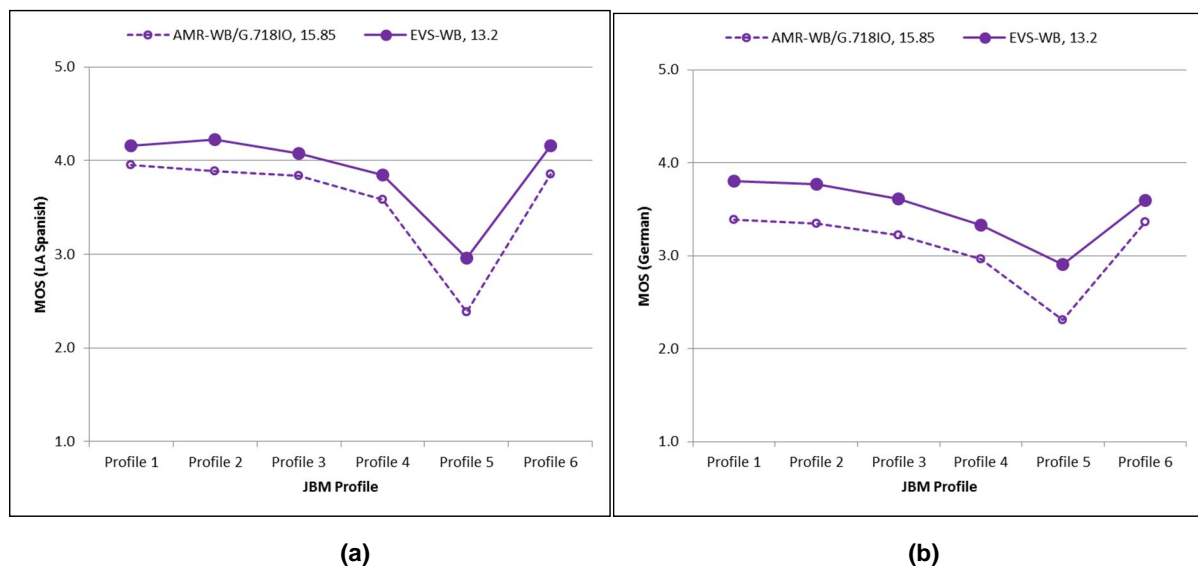 AMR-WB/G.718IO, 15.85 EVS-WB, 13.2
5.0
4.0
3.0
2.0
1.0
MOS (LA Spanish)
Profile 1 Profile 2 Profile 3 Profile 4 Profile 5 Profile 6
JBM Profile
(a)
AMR-WB/G.718IO, 15.85 EVS-WB, 13.2
5.0
4.0
3.0
2.0
1.0
MOS (German)
Profile 1 Profile 2 Profile 3 Profile 4 Profile 5 Profile 6
JBM Profile
(b)